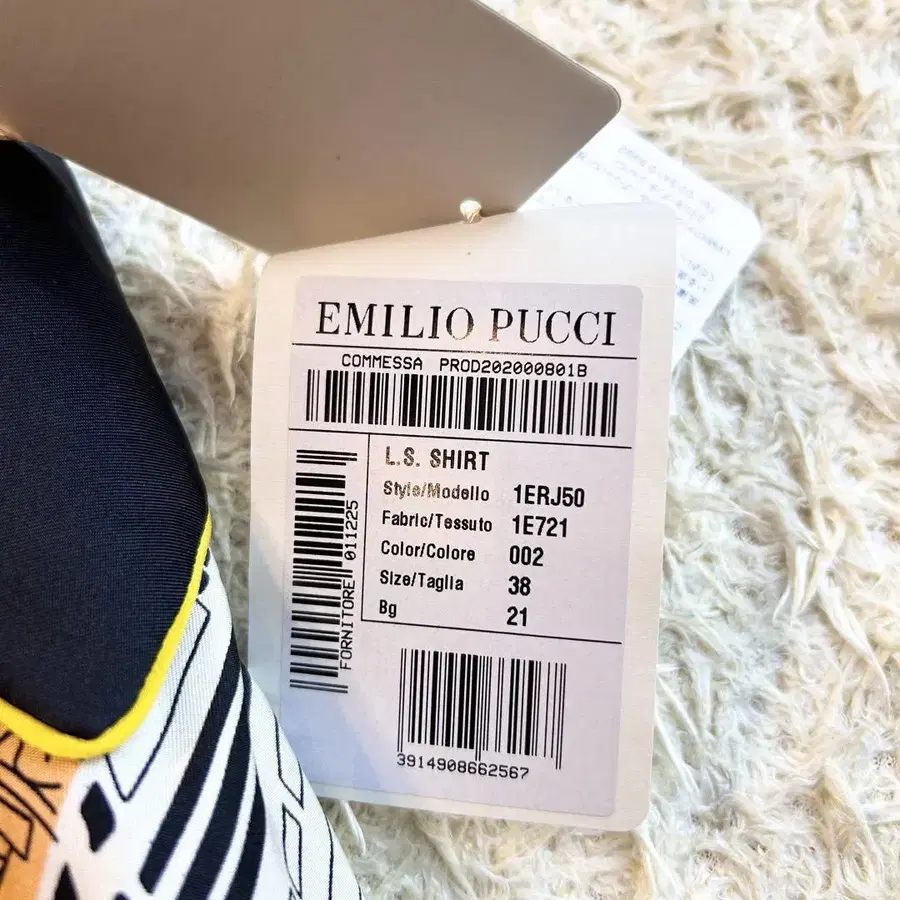 EMILIO PUCCI
COMMESSA PROD202000801B
L.S. SHIRT
Style/Modello 1ERJ50
Fabric/Tessuto 1E721
Color/Colore 002
Size/Taglia 38
Bg 21
FORNITORE 011225
3914908662567